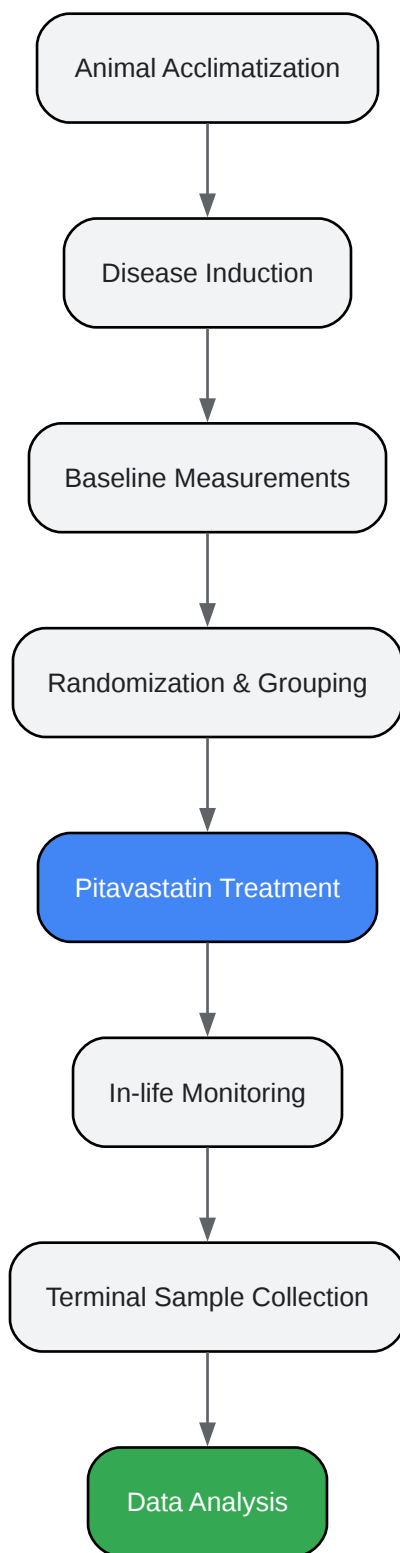 Animal Acclimatization
Disease Induction
Baseline Measurements
Randomization & Grouping
Pitavastatin Treatment
In-life Monitoring
Terminal Sample Collection
Data Analysis